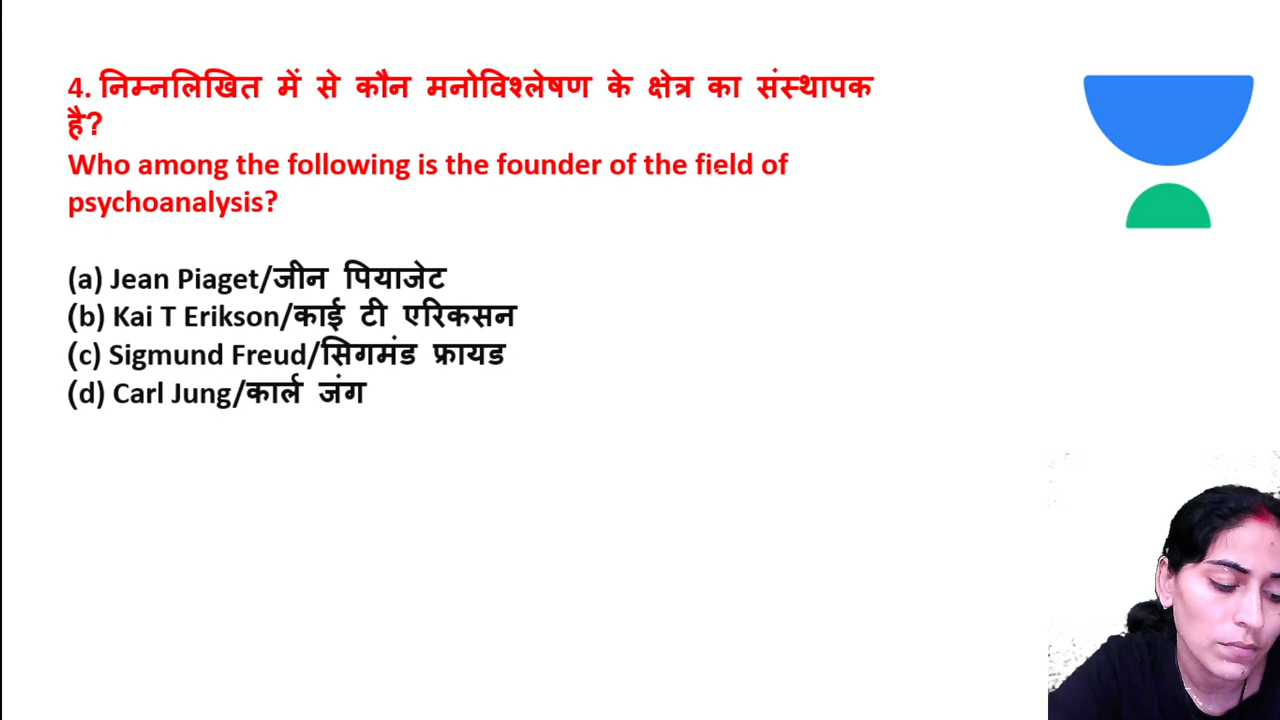 4. निम्नलिखित में से कौन मनोविश्लेषण के क्षेत्र का संस्थापक
है?
Who among the following is the founder of the field of
psychoanalysis?
(a) Jean Piaget/जीन पियाजेट
(b) Kai T Erikson/काई टी एरिकसन
(c) Sigmund Freud/सिगमंड फ्रायड
(d) Carl Jung/कार्ल जंग